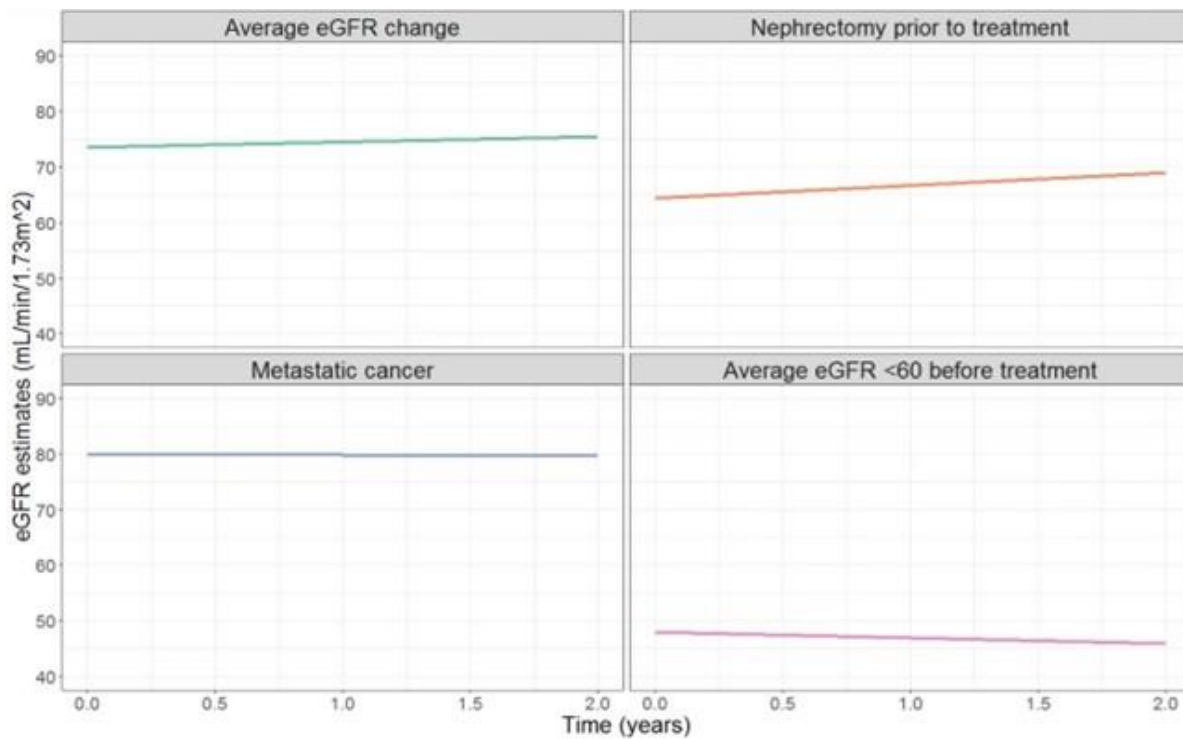 Average eGFR change
Nephrectomy prior to treatment
90
80
70
60
50
40
Metastatic cancer
Average eGFR <60 before treatment
90
80
70
60
50
40
eGFR estimates (mL/min/1.73m^2)
0.0 0.5 1.0 1.5 2.0
0.0 0.5 1.0 1.5 2.0
Time (years)